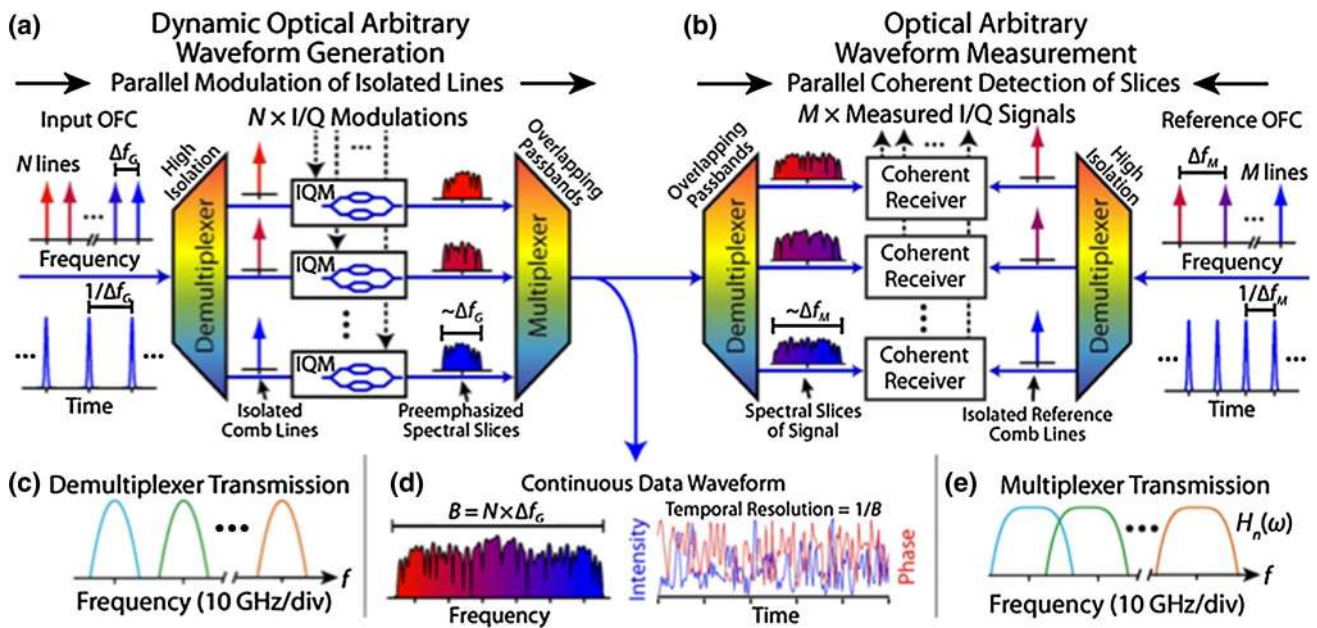 (a)
Dynamic Optical Arbitrary
Waveform Generation
Parallel Modulation of Isolated Lines
Input OFC
N × I/Q Modulations
N lines
Δf_G
...
Frequency
1/Δf_G
... ...
Time
High
Isolation
Demultiplexer
...
IQM
IQM
IQM
~Δf_G
Isolated
Comb Lines
Preemphasized
Spectral Slices
Overlapping
Passbands
Multiplexer
(b)
Optical Arbitrary
Waveform Measurement
Parallel Coherent Detection of Slices
M × Measured I/Q Signals
Reference OFC
Overlapping
Passbands
Demultiplexer
...
Coherent
Receiver
Coherent
Receiver
Coherent
Receiver
~Δf_M
Spectral Slices
of Signal
Isolated Reference
Comb Lines
High
Isolation
Demultiplexer
Δf_M
M lines
...
Frequency
1/Δf_M
... ...
Time
(c)
Demultiplexer Transmission
...
f
Frequency (10 GHz/div)
(d)
Continuous Data Waveform
B = N × Δf_G
Frequency
Temporal Resolution = 1/B
Intensity
Phase
Time
(e)
Multiplexer Transmission
...
H_n(ω)
f
Frequency (10 GHz/div)